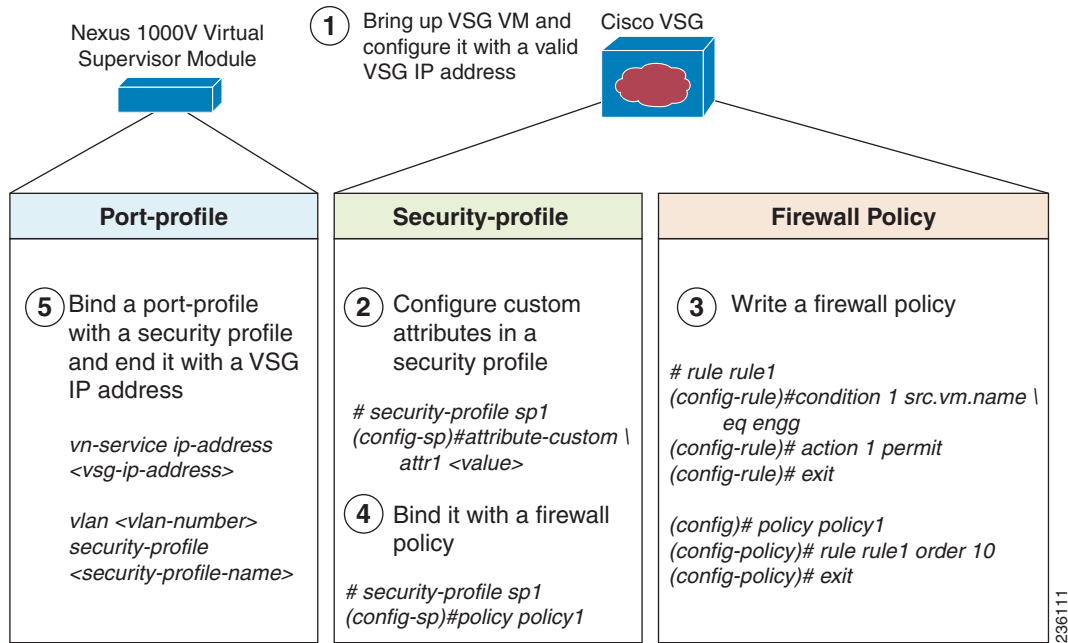 Nexus 1000V Virtual
Supervisor Module
1
Bring up VSG VM and
configure it with a valid
VSG IP address
Cisco VSG
Port-profile
5
Bind a port-profile
with a security profile
and end it with a VSG
IP address
vn-service ip-address
<vsg-ip-address>
vlan <vlan-number>
security-profile
<security-profile-name>
Security-profile
2
Configure custom
attributes in a
security profile
# security-profile sp1
(config-sp)#attribute-custom \
attr1 <value>
4
Bind it with a firewall
policy
# security-profile sp1
(config-sp)#policy policy1
Firewall Policy
3
Write a firewall policy
# rule rule1
(config-rule)#condition 1 src.vm.name \
eq engg
(config-rule)# action 1 permit
(config-rule)# exit
(config)# policy policy1
(config-policy)# rule rule1 order 10
(config-policy)# exit
236111